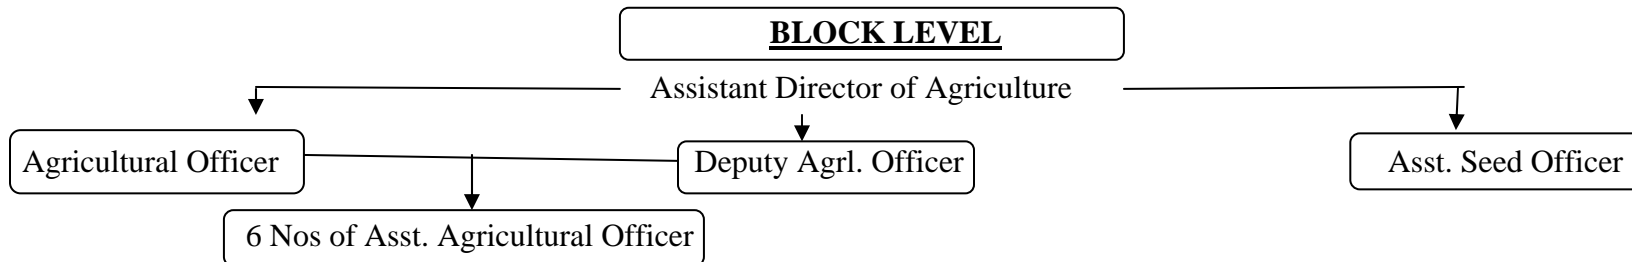 BLOCK LEVEL
Assistant Director of Agriculture
Agricultural Officer
Deputy Agrl. Officer
Asst. Seed Officer
6 Nos of Asst. Agricultural Officer